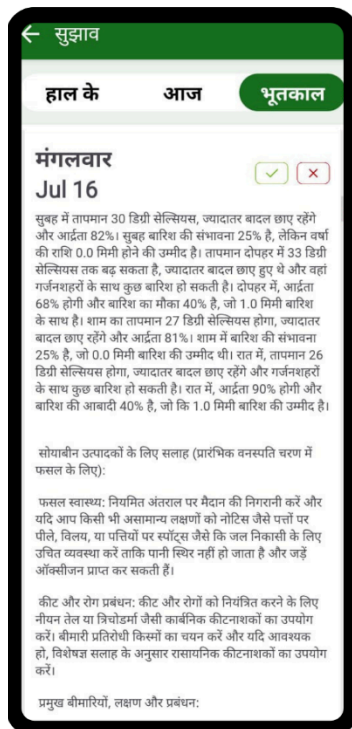 ← सुझाव
हाल के आज भूतकाल
मंगलवार
Jul 16
सुबह में तापमान 30 डिग्री सेल्सियस, ज्यादातर बादल छाए रहेंगे
और आर्द्रता 82%। सुबह बारिश की संभावना 25% है, लेकिन वर्षा
की राशि 0.0 मिमी होने की उम्मीद है। तापमान दोपहर में 33 डिग्री
सेल्सियस तक बढ़ सकता है, ज्यादातर बादल छाए हुए थे और वहां
गर्जनशहरों के साथ कुछ बारिश हो सकती है। दोपहर में, आर्द्रता
68% होगी और बारिश का मौका 40% है, जो 1.0 मिमी बारिश
के साथ है। शाम का तापमान 27 डिग्री सेल्सियस होगा, ज्यादातर
बादल छाए रहेंगे और आर्द्रता 81%। शाम में बारिश की संभावना
25% है, जो 0.0 मिमी बारिश की उम्मीद थी। रात में, तापमान 26
डिग्री सेल्सियस होगा, ज्यादातर बादल छाए रहेंगे और गर्जनशहरों
के साथ कुछ बारिश हो सकती है। रात में, आर्द्रता 90% होगी और
बारिश की आबादी 40% है, जो कि 1.0 मिमी बारिश की उम्मीद है।
सोयाबीन उत्पादकों के लिए सलाह (प्रारंभिक वनस्पति चरण में
फसल के लिए):
फसल स्वास्थ्य: नियमित अंतराल पर मैदान की निगरानी करें और
यदि आप किसी भी असामान्य लक्षणों को नोटिस जैसे पत्तों पर
पीले, विलय, या पत्तियों पर स्पॉट्स जैसे कि जल निकासी के लिए
उचित व्यवस्था करें ताकि पानी स्थिर नहीं हो जाता है और जड़ें
ऑक्सीजन प्राप्त कर सकती हैं।
कीट और रोग प्रबंधन: कीट और रोगों को नियंत्रित करने के लिए
नीयन तेल या त्रिचोडर्मा जैसी कार्बनिक कीटनाशकों का उपयोग
करें। बीमारी प्रतिरोधी किस्मों का चयन करें और यदि आवश्यक
हो, विशेषज्ञ सलाह के अनुसार रासायनिक कीटनाशकों का उपयोग
करें।
प्रमुख बीमारियों, लक्षण और प्रबंधन: